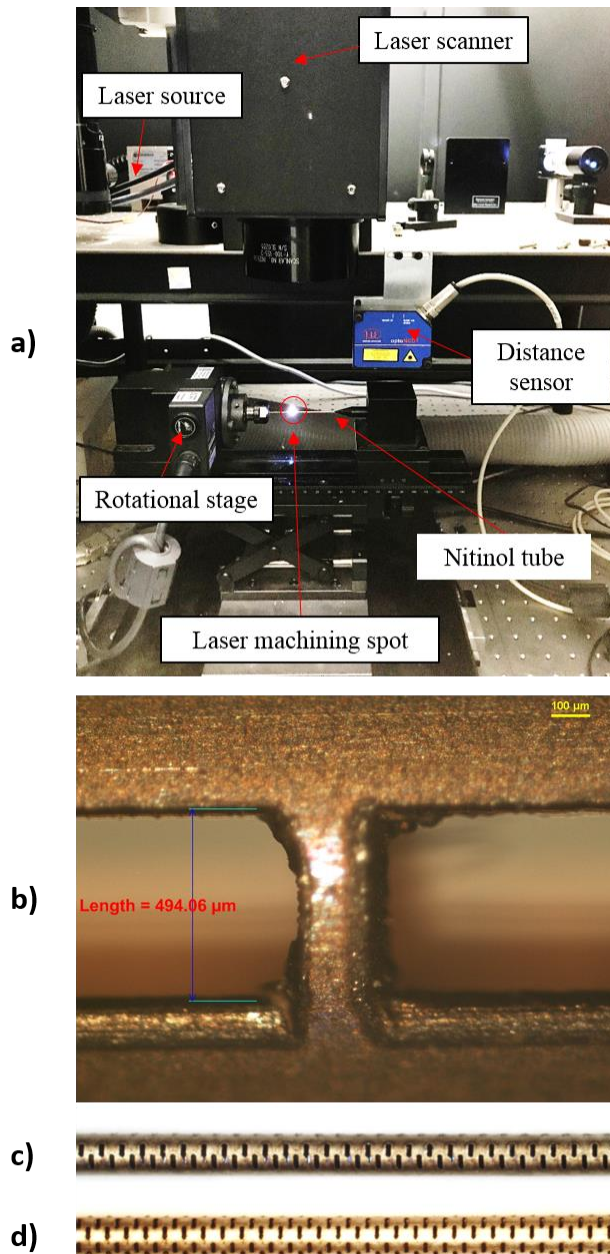 Laser scanner
Laser source
a)
Distance
sensor
Rotational stage
Nitinol tube
Laser machining spot
100 µm
b)
Length = 494.06 µm
c)
d)